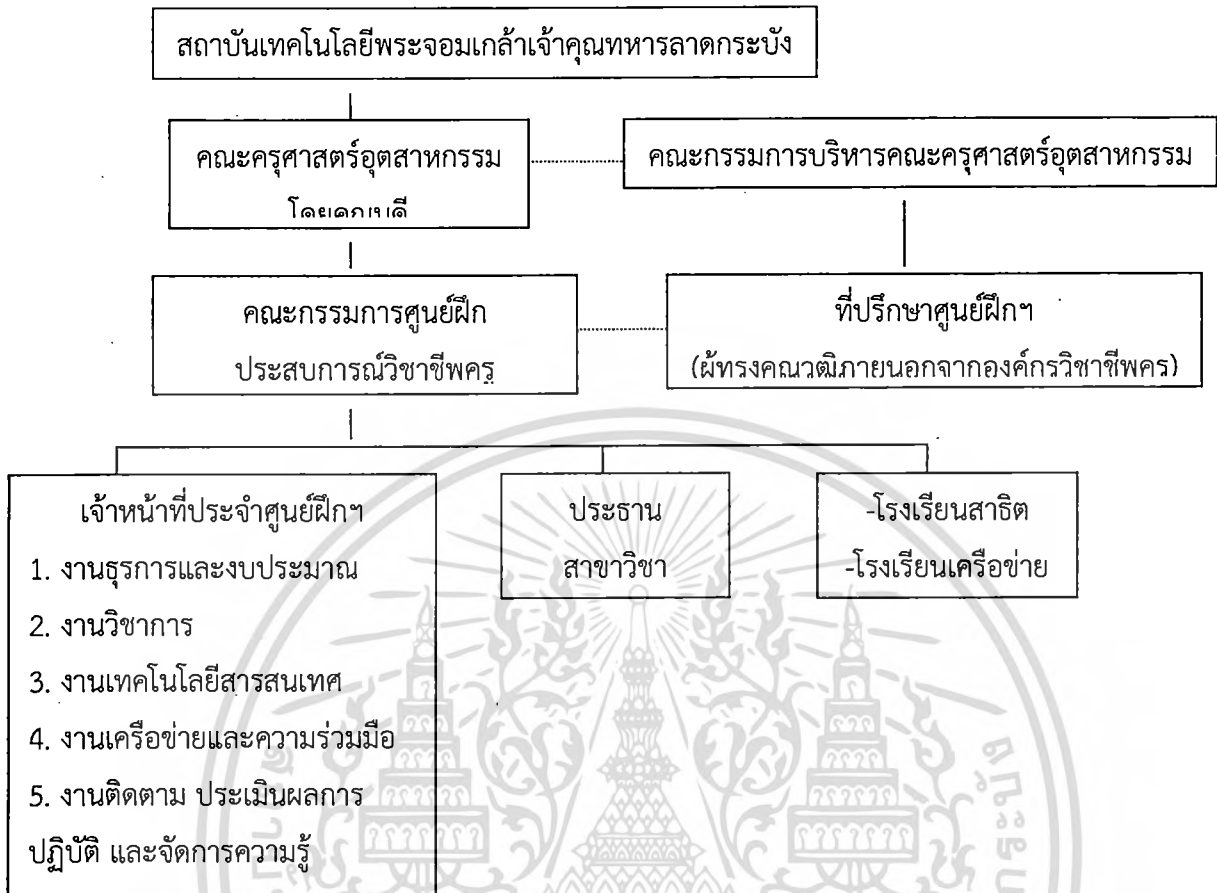 สถาบันเทคโนโลยีพระจอมเกล้าเจ้าคุณทหารลาดกระบัง
คณะครุศาสตร์อุตสาหกรรม
โดยคณบดี
คณะกรรมการบริหารคณะครุศาสตร์อุตสาหกรรม
คณะกรรมการศูนย์ฝึก
ประสบการณ์วิชาชีพครู
ที่ปรึกษาศูนย์ฝึกฯ
(ผู้ทรงคุณวุฒิภายนอกจากองค์กรวิชาชีพครู)
เจ้าหน้าที่ประจำศูนย์ฝึกฯ
1. งานธุรการและงบประมาณ
2. งานวิชาการ
3. งานเทคโนโลยีสารสนเทศ
4. งานเครือข่ายและความร่วมมือ
5. งานติดตาม ประเมินผลการ
ปฏิบัติ และจัดการความรู้
ประธาน
สาขาวิชา
-โรงเรียนสาธิต
-โรงเรียนเครือข่าย